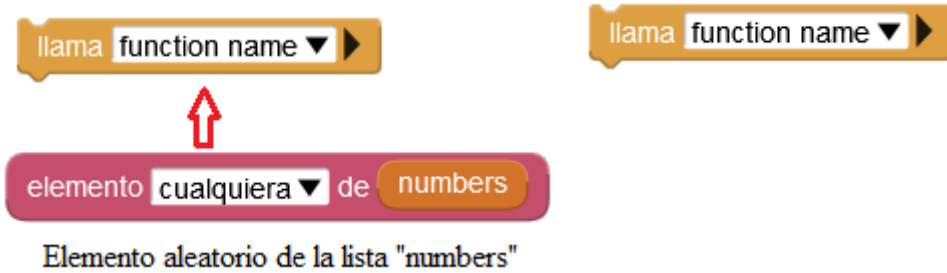 llama function name llama function name
elemento cualquiera de numbers
Elemento aleatorio de la lista "numbers"